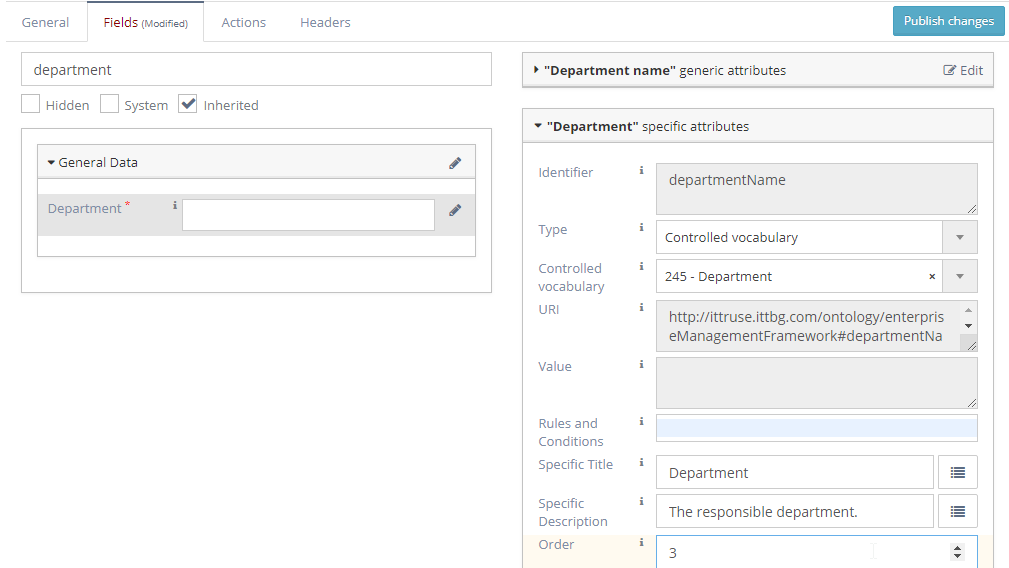 General Fields (Modified) Actions Headers Publish changes
department
Hidden System Inherited
General Data
Department *
"Department name" generic attributes Edit
"Department" specific attributes
Identifier departmentName
Type Controlled vocabulary
Controlled vocabulary 245 - Department ×
URI http://ittruse.ittbg.com/ontology/enterpris
eManagementFramework#departmentNa
Value
Rules and
Conditions
Specific Title Department
Specific
Description The responsible department.
Order 3